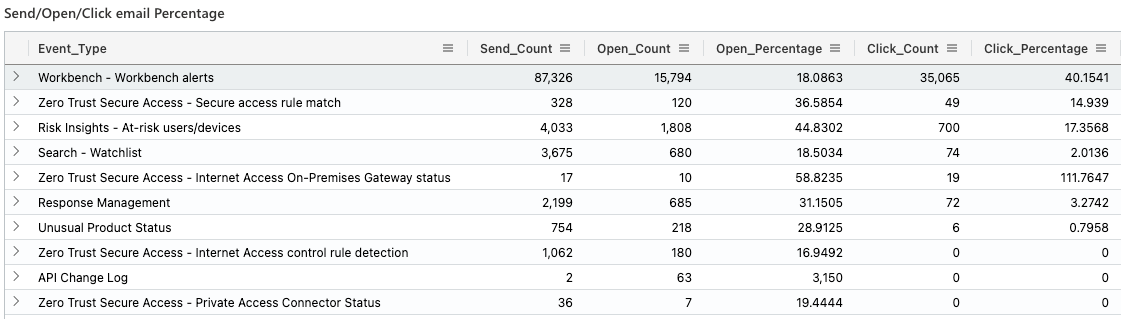 Send/Open/Click email Percentage
Event_Type Send_Count Open_Count Open_Percentage Click_Count Click_Percentage
Workbench - Workbench alerts 87,326 15,794 18.0863 35,065 40.1541
Zero Trust Secure Access - Secure access rule match 328 120 36.5854 49 14.939
Risk Insights - At-risk users/devices 4,033 1,808 44.8302 700 17.3568
Search - Watchlist 3,675 680 18.5034 74 2.0136
Zero Trust Secure Access - Internet Access On-Premises Gateway status 17 10 58.8235 19 111.7647
Response Management 2,199 685 31.1505 72 3.2742
Unusual Product Status 754 218 28.9125 6 0.7958
Zero Trust Secure Access - Internet Access control rule detection 1,062 180 16.9492 0 0
API Change Log 2 63 3,150 0 0
Zero Trust Secure Access - Private Access Connector Status 36 7 19.4444 0 0